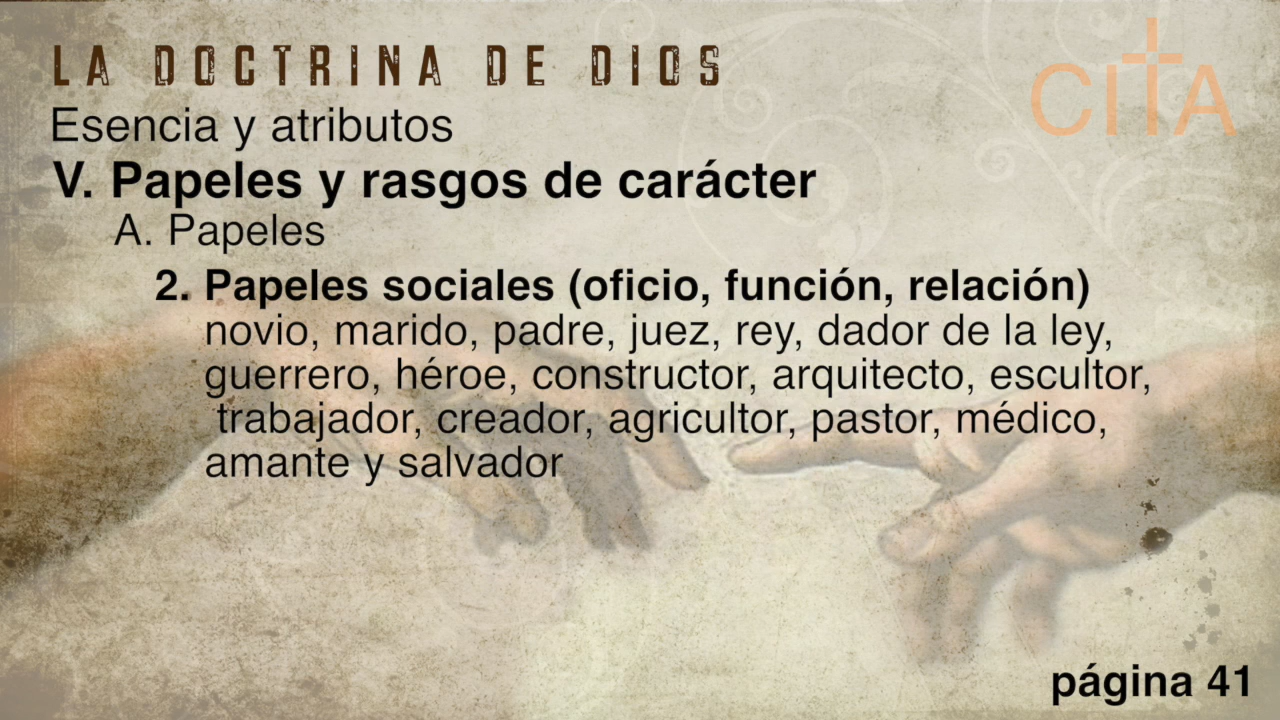 LA DOCTRINA DE DIOS
CITA
Esencia y atributos
V. Papeles y rasgos de carácter
A. Papeles
2. Papeles sociales (oficio, función, relación)
novio, marido, padre, juez, rey, dador de la ley,
guerrero, héroe, constructor, arquitecto, escultor,
trabajador, creador, agricultor, pastor, médico,
amante y salvador
página 41